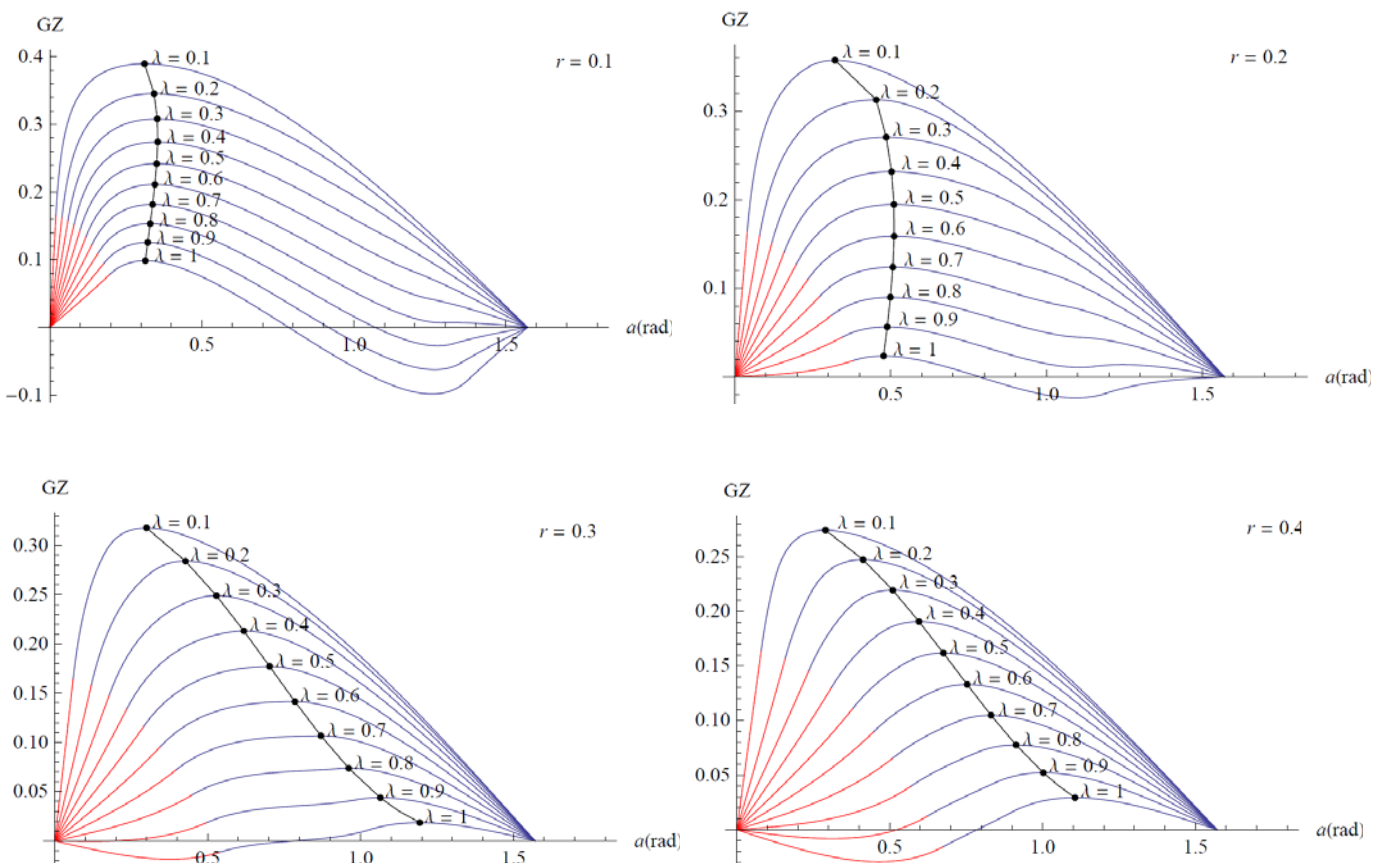 GZ
r = 0.1
0.4
0.3
0.2
0.1
−0.1
λ = 0.1
λ = 0.2
λ = 0.3
λ = 0.4
λ = 0.5
λ = 0.6
λ = 0.7
λ = 0.8
λ = 0.9
λ = 1
0.5
1.0
1.5
a(rad)
GZ
r = 0.2
0.3
0.2
0.1
λ = 0.1
λ = 0.2
λ = 0.3
λ = 0.4
λ = 0.5
λ = 0.6
λ = 0.7
λ = 0.8
λ = 0.9
λ = 1
0.5
1.0
1.5
a(rad)
GZ
r = 0.3
0.30
0.25
0.20
0.15
0.10
0.05
λ = 0.1
λ = 0.2
λ = 0.3
λ = 0.4
λ = 0.5
λ = 0.6
λ = 0.7
λ = 0.8
λ = 0.9
λ = 1
0.5
1.0
1.5
a(rad)
GZ
r = 0.4
0.25
0.20
0.15
0.10
0.05
λ = 0.1
λ = 0.2
λ = 0.3
λ = 0.4
λ = 0.5
λ = 0.6
λ = 0.7
λ = 0.8
λ = 0.9
λ = 1
0.5
1.0
1.5
a(rad)